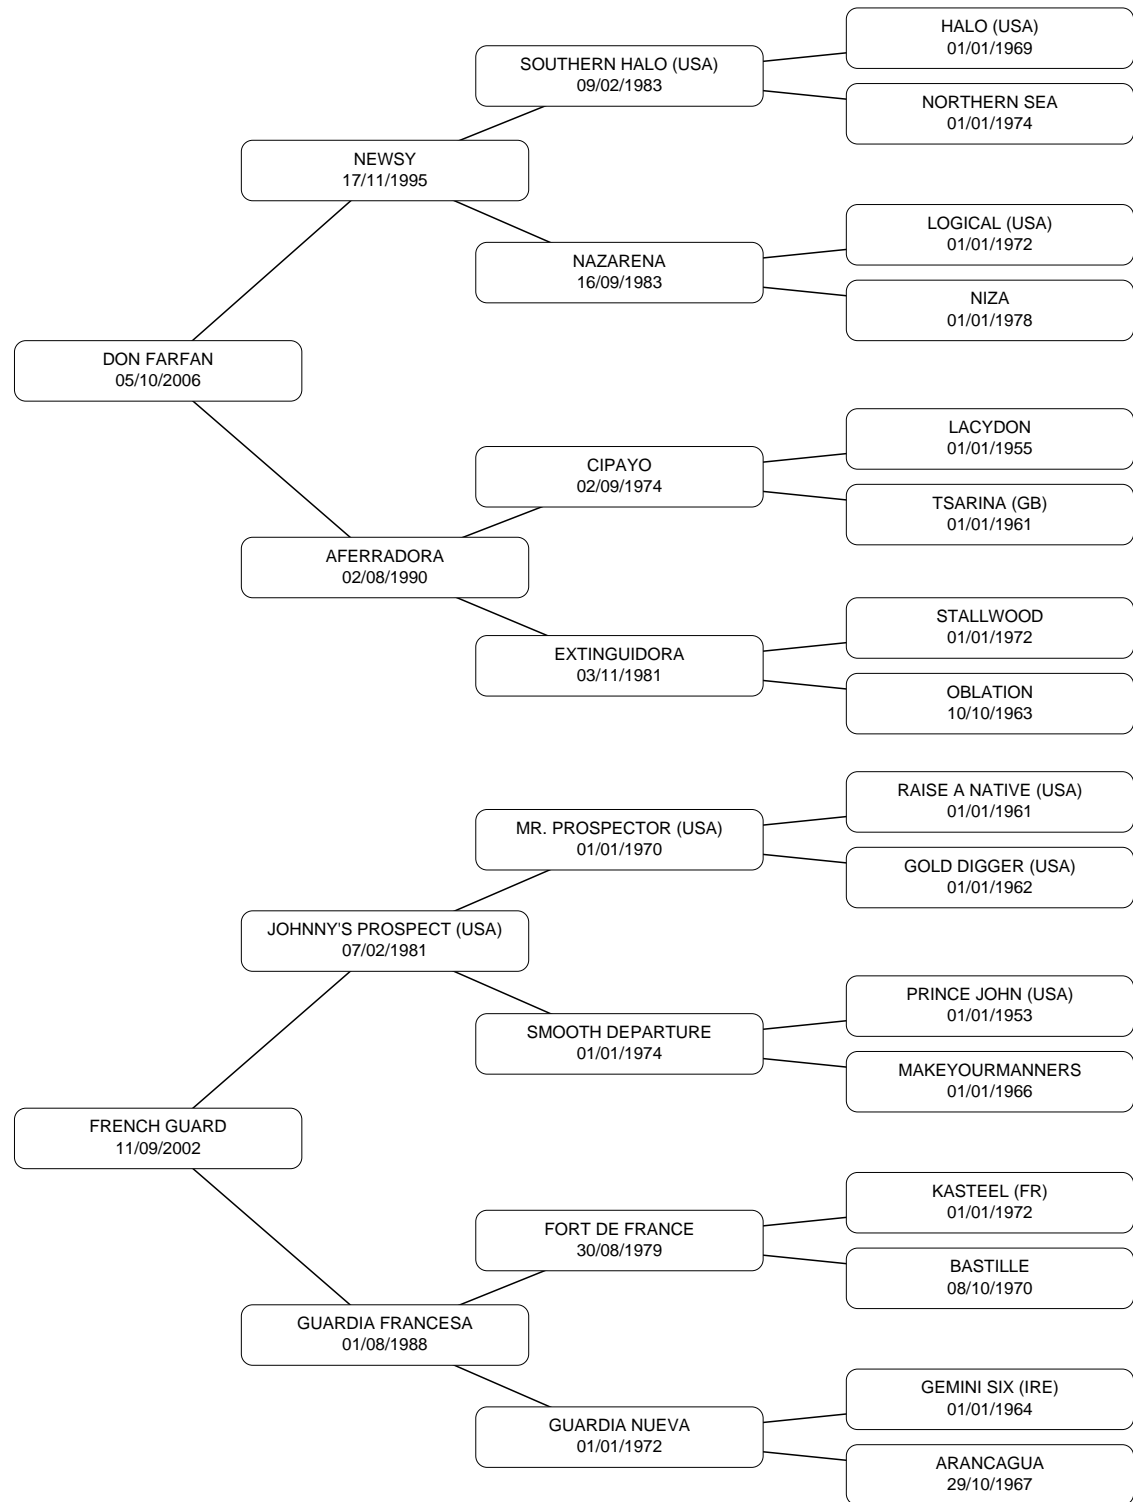 HALO (USA)
01/01/1969
SOUTHERN HALO (USA)
09/02/1983
NORTHERN SEA
01/01/1974
NEWSY
17/11/1995
LOGICAL (USA)
01/01/1972
NAZARENA
16/09/1983
NIZA
01/01/1978
DON FARFAN
05/10/2006
LACYDON
01/01/1955
CIPAYO
02/09/1974
TSARINA (GB)
01/01/1961
AFERRADORA
02/08/1990
STALLWOOD
01/01/1972
EXTINGUIDORA
03/11/1981
OBLATION
10/10/1963
RAISE A NATIVE (USA)
01/01/1961
MR. PROSPECTOR (USA)
01/01/1970
GOLD DIGGER (USA)
01/01/1962
JOHNNY'S PROSPECT (USA)
07/02/1981
PRINCE JOHN (USA)
01/01/1953
SMOOTH DEPARTURE
01/01/1974
MAKEYOURMANNERS
01/01/1966
FRENCH GUARD
11/09/2002
KASTEEL (FR)
01/01/1972
FORT DE FRANCE
30/08/1979
BASTILLE
08/10/1970
GUARDIA FRANCESA
01/08/1988
GEMINI SIX (IRE)
01/01/1964
GUARDIA NUEVA
01/01/1972
ARANCAGUA
29/10/1967